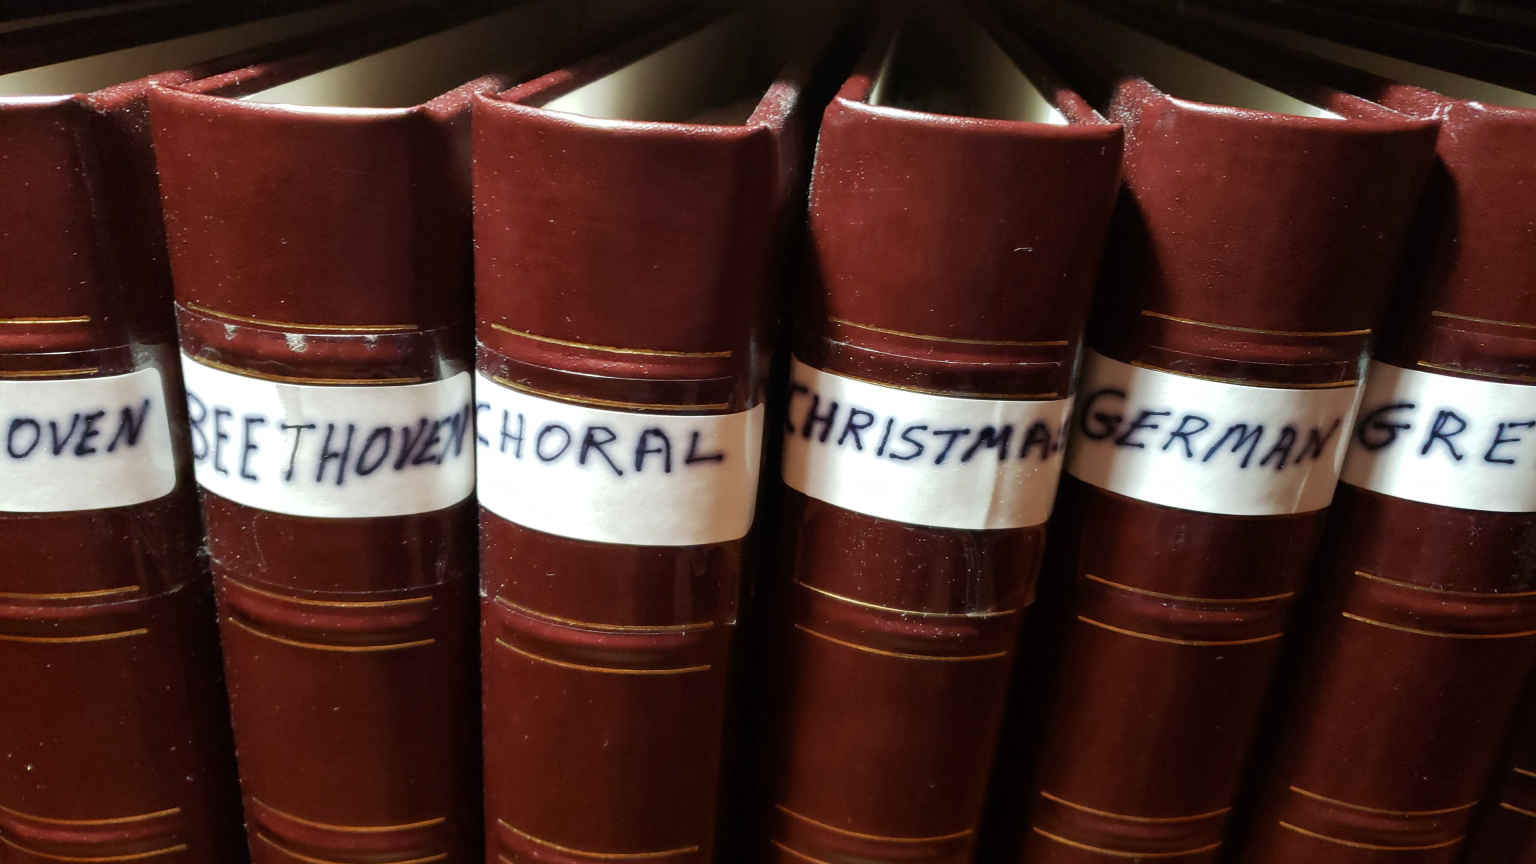 OVEN
BEETHOVEN
CHORAL
CHRISTMAS
GERMAN
GRE